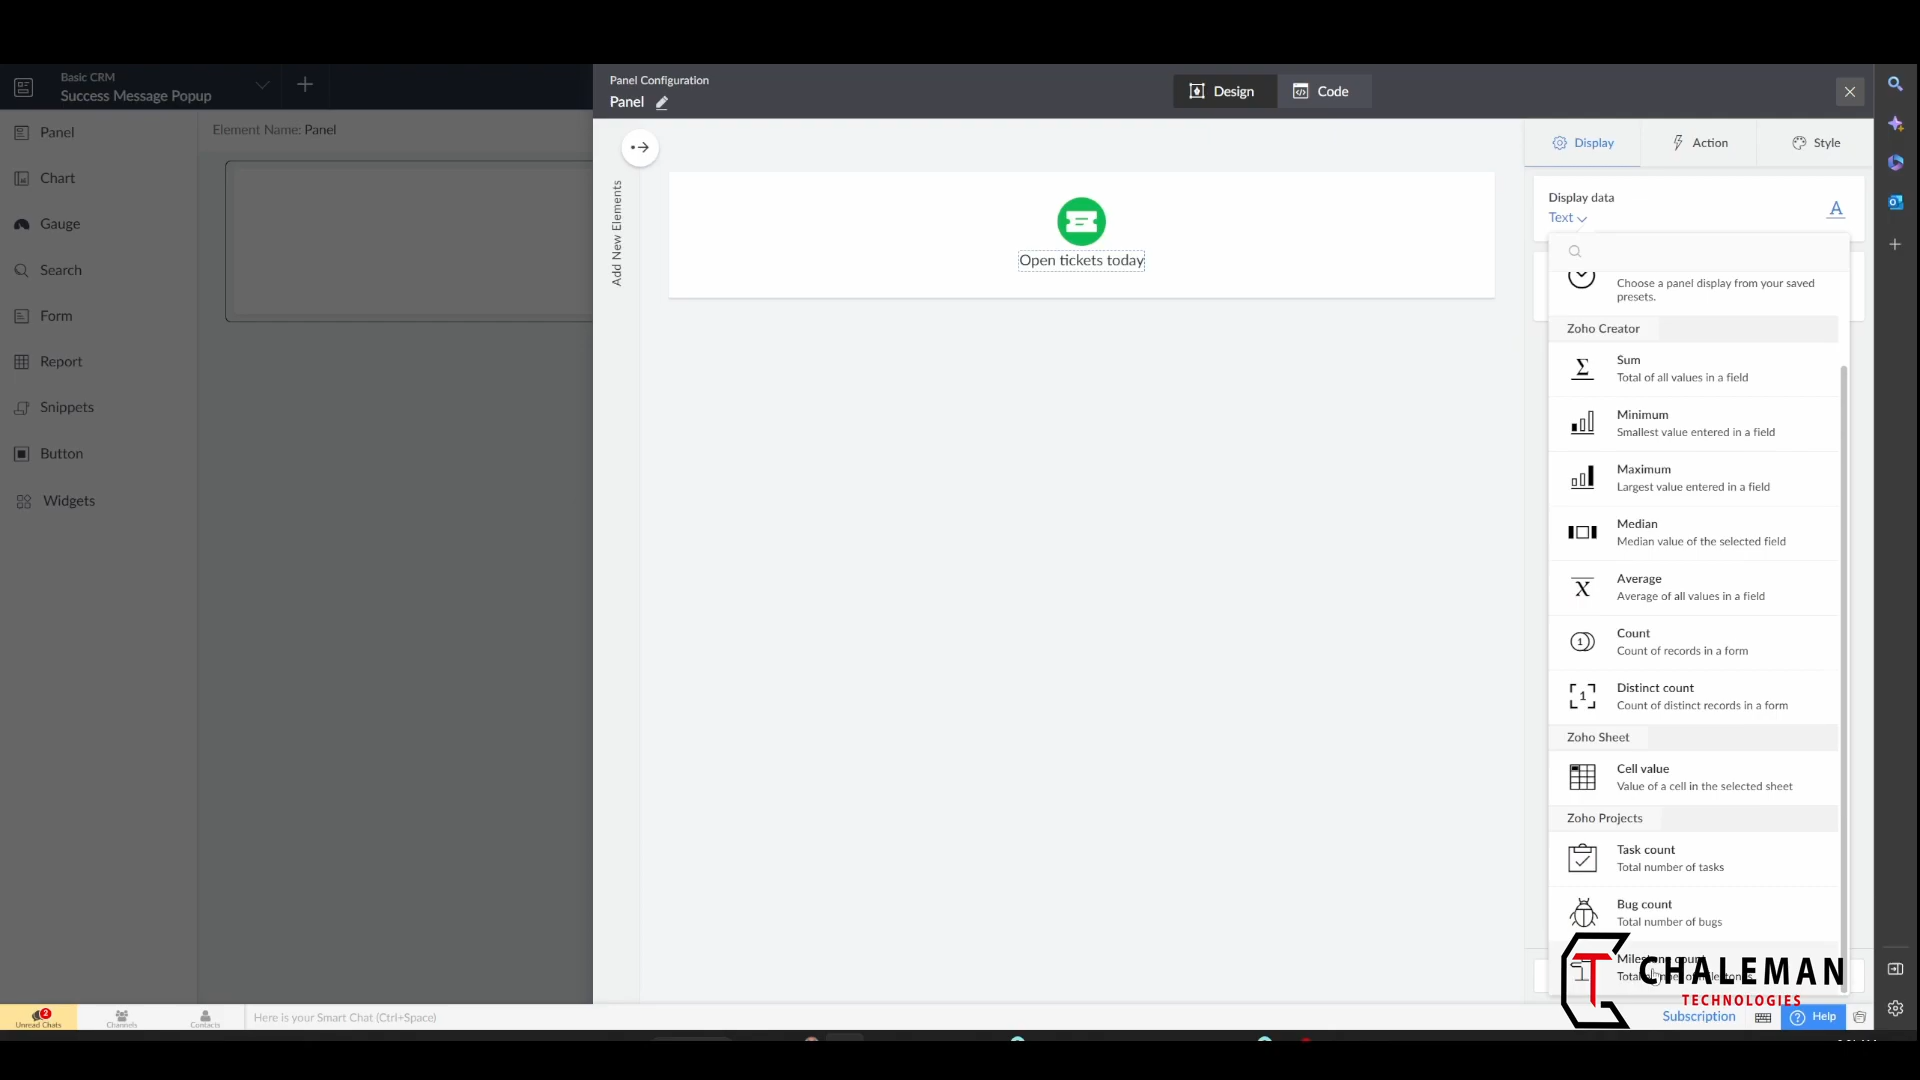 Basic CRM
Success Message Popup
Panel
Chart
Gauge
Search
Form
Report
Snippets
Button
Widgets
Element Name: Panel
Panel Configuration
Panel
Design
Code
Add New Elements
Open tickets today
Display
Action
Style
Display data
Text
A
Choose a panel display from your saved
presets.
Zoho Creator
Sum
Total of all values in a field
Minimum
Smallest value entered in a field
Maximum
Largest value entered in a field
Median
Median value of the selected field
Average
Average of all values in a field
Count
Count of records in a form
Distinct count
Count of distinct records in a form
Zoho Sheet
Cell value
Value of a cell in the selected sheet
Zoho Projects
Task count
Total number of tasks
Bug count
Total number of bugs
Milestone count
CHALEMAN
TECHNOLOGIES
2
Unread Chats
Channels
Contacts
Here is your Smart Chat (Ctrl+Space)
Subscription
Help